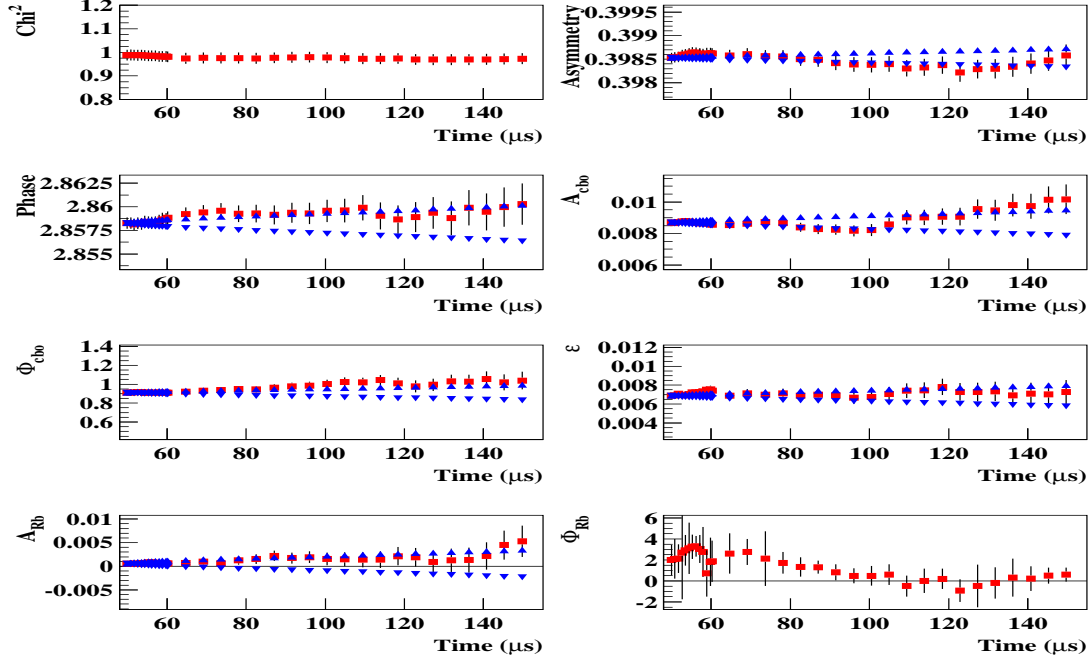 Chi²
1.2
1.1
1
0.9
0.8
60 80 100 120 140
Time (μs)
Asymmetry
0.3995
0.399
0.3985
0.398
60 80 100 120 140
Time (μs)
Phase
2.8625
2.86
2.8575
2.855
60 80 100 120 140
Time (μs)
A_cbo
0.01
0.008
0.006
60 80 100 120 140
Time (μs)
Φ_cbo
1.4
1.2
1
0.8
0.6
60 80 100 120 140
Time (μs)
ε
0.012
0.01
0.008
0.006
0.004
60 80 100 120 140
Time (μs)
A_Rb
0.01
0.005
0
-0.005
60 80 100 120 140
Time (μs)
Φ_Rb
6
4
2
0
-2
60 80 100 120 140
Time (μs)